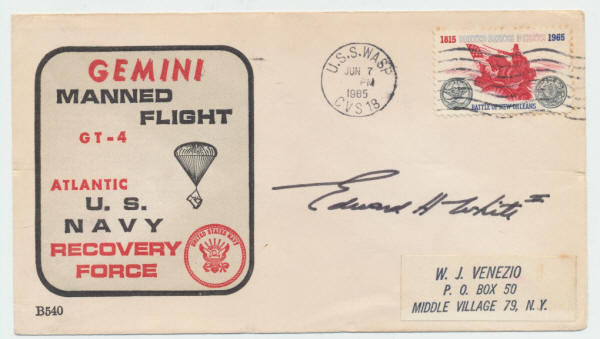 GEMINI
MANNED
FLIGHT
GT-4
ATLANTIC
U. S.
NAVY
RECOVERY
FORCE
UNITED STATES NAVY
B540
U.S.S. WASP
JUN 7
PM
1965
CVS 18
1815 1965
BATTLE OF NEW ORLEANS
Edward H White II
W. J. VENEZIO
P. O. BOX 50
MIDDLE VILLAGE 79, N.Y.